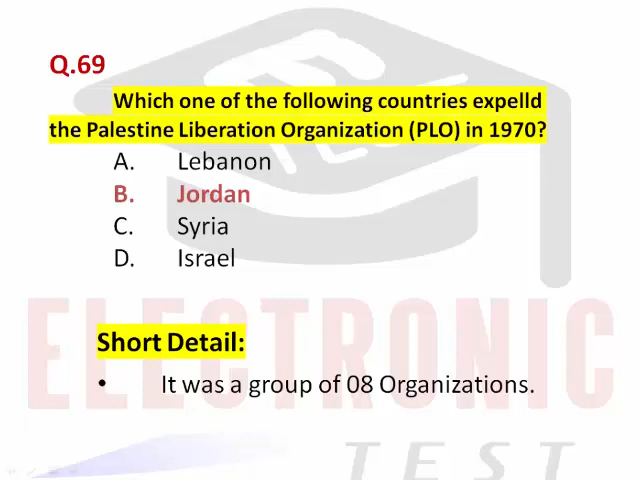 Q.69
Which one of the following countries expelld
the Palestine Liberation Organization (PLO) in 1970?
A. Lebanon
B. Jordan
C. Syria
D. Israel
Short Detail:
• It was a group of 08 Organizations.
ELECTRONIC
TEST